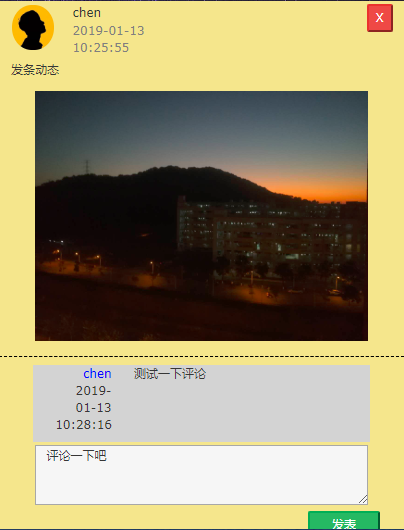 chen
X
2019-01-13
10:25:55
发条动态
chen
测试一下评论
2019-
01-13
10:28:16
评论一下吧
发表